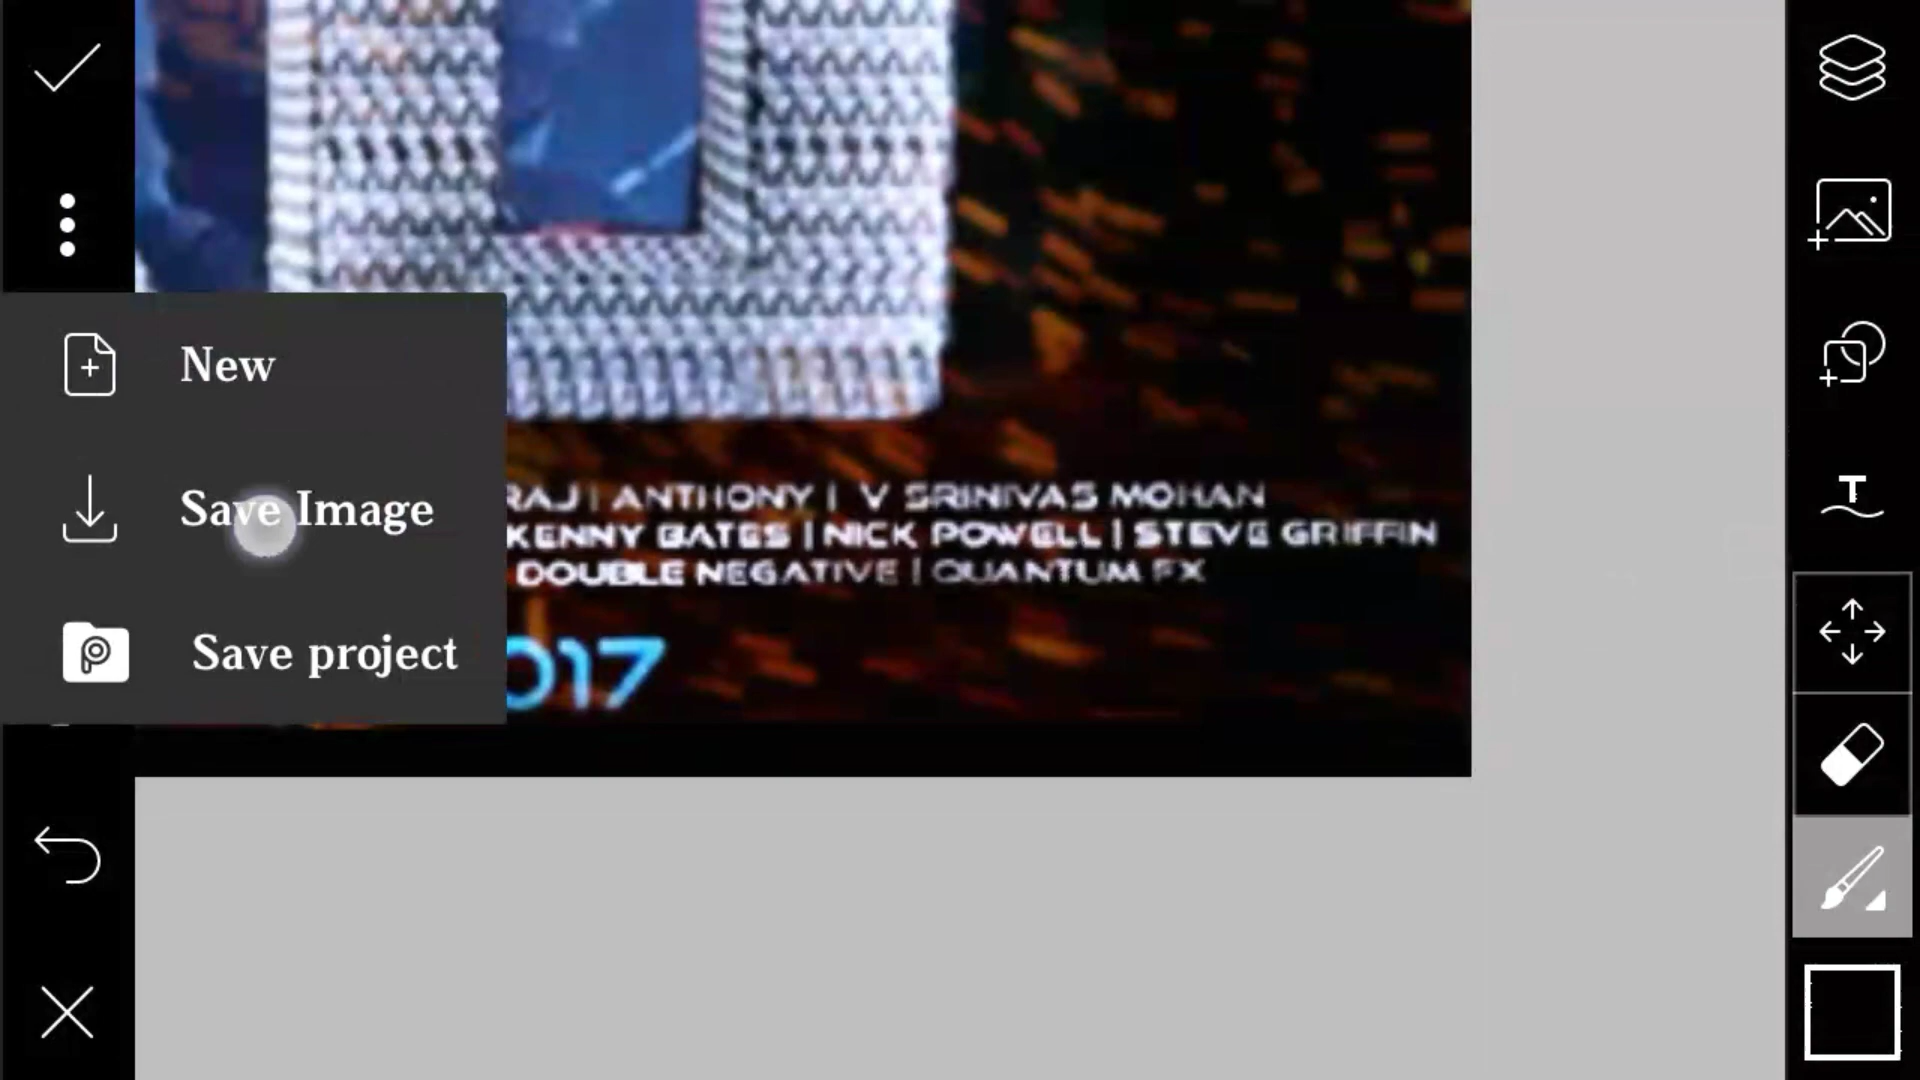 New
Save Image
Save project
RAJ | ANTHONY | V SRINIVAS MOHAN
KENNY BATES | NICK POWELL | STEVE GRIFFIN
DOUBLE NEGATIVE | QUANTUM FX
017